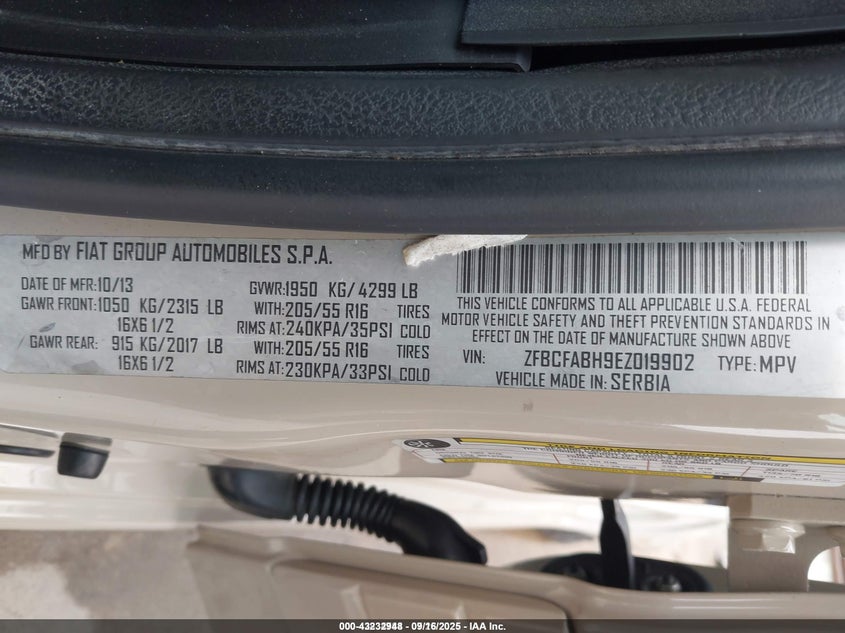 MFD BY FIAT GROUP AUTOMOBILES S.P.A.
DATE OF MFR:10/13
GVWR:1950 KG/4299 LB
GAWR FRONT:1050 KG/2315 LB WITH:205/55 R16 TIRES
16X6 1/2 RIMS AT:240KPA/35PSI COLD
GAWR REAR: 915 KG/2017 LB WITH:205/55 R16 TIRES
16X6 1/2 RIMS AT:230KPA/33PSI COLD
THIS VEHICLE CONFORMS TO ALL APPLICABLE U.S.A. FEDERAL
MOTOR VEHICLE SAFETY AND THEFT PREVENTION STANDARDS IN
EFFECT ON THE DATE OF MANUFACTURE SHOWN ABOVE
VIN: ZFBCFABH9EZ019902 TYPE:MPV
VEHICLE MADE IN: SERBIA
TIRE AND LOADING INFORMATION
09/16/2025 - IAA Inc.